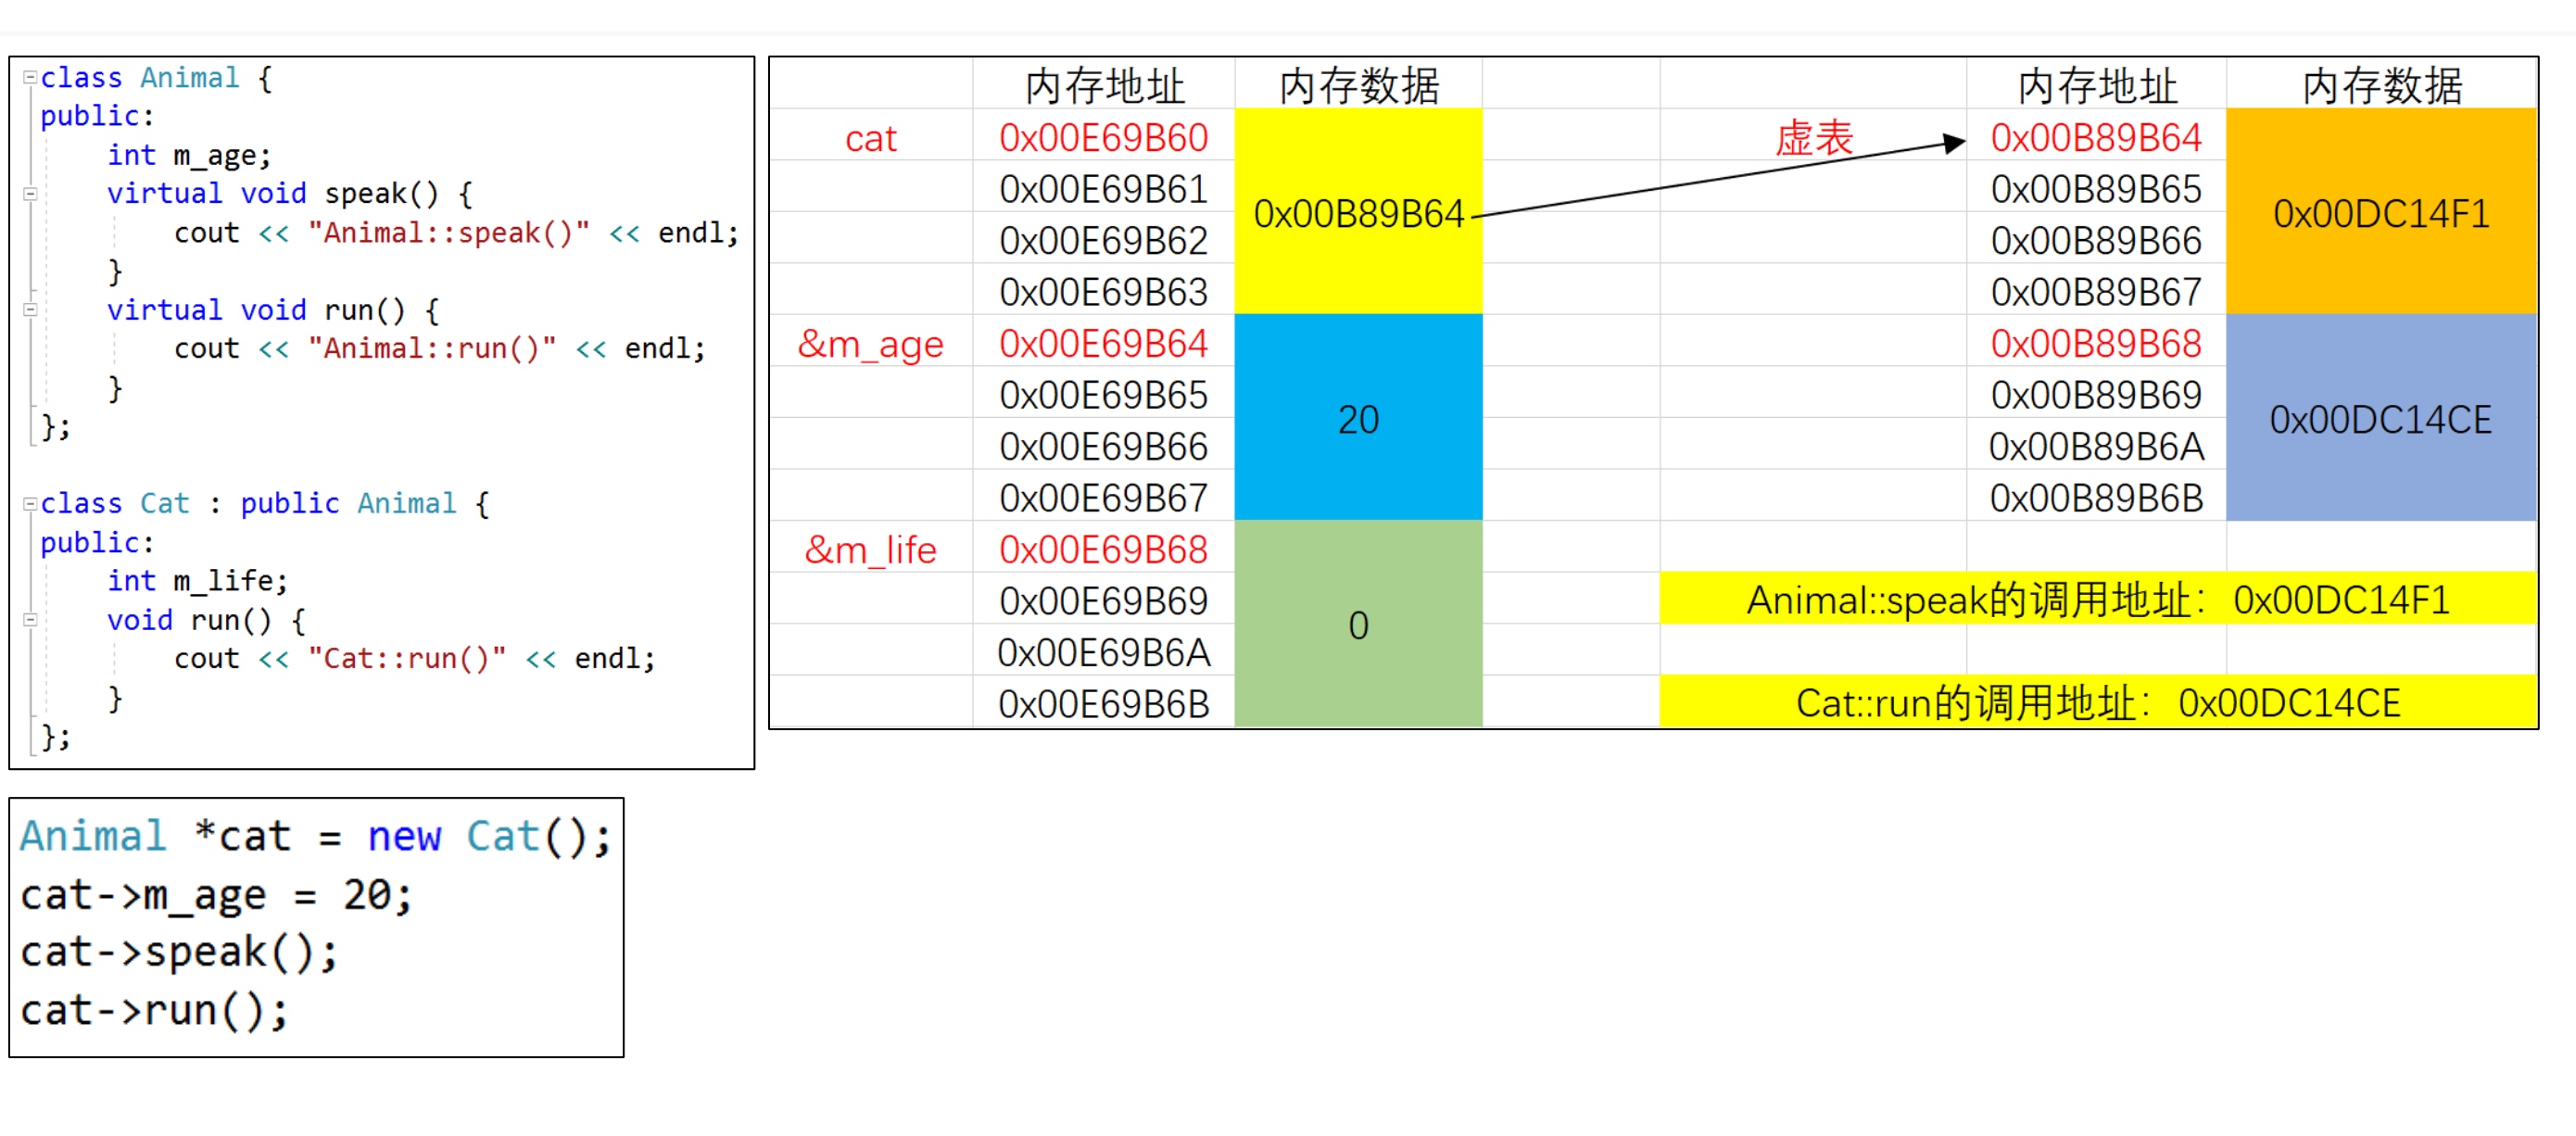 class Animal {
public:
    int m_age;
    virtual void speak() {
        cout << "Animal::speak()" << endl;
    }
    virtual void run() {
        cout << "Animal::run()" << endl;
    }
};
class Cat : public Animal {
public:
    int m_life;
    void run() {
        cout << "Cat::run()" << endl;
    }
};
Animal *cat = new Cat();
cat->m_age = 20;
cat->speak();
cat->run();
内存地址 内存数据 内存地址 内存数据
cat 0x00E69B60 虚表 0x00B89B64
0x00E69B61 0x00B89B65
0x00B89B64 0x00DC14F1
0x00E69B62 0x00B89B66
0x00E69B63 0x00B89B67
&m_age 0x00E69B64 0x00B89B68
0x00E69B65 0x00B89B69
20 0x00DC14CE
0x00E69B66 0x00B89B6A
0x00E69B67 0x00B89B6B
&m_life 0x00E69B68
0x00E69B69 Animal::speak的调用地址：0x00DC14F1
0
0x00E69B6A
0x00E69B6B Cat::run的调用地址：0x00DC14CE